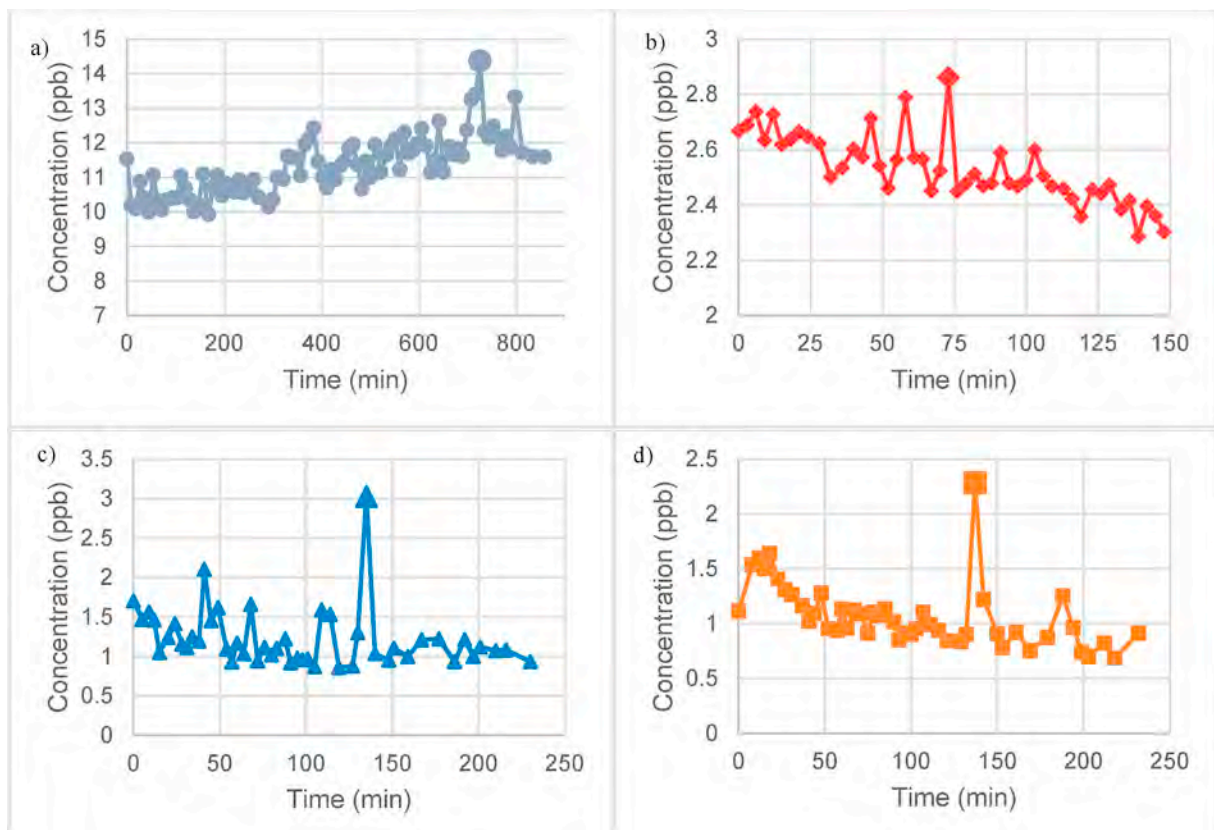 a)
Concentration (ppb)
15
14
13
12
11
10
9
8
7
0 200 400 600 800
Time (min)
b)
Concentration (ppb)
3
2.8
2.6
2.4
2.2
2
0 25 50 75 100 125 150
Time (min)
c)
Concentration (ppb)
3.5
3
2.5
2
1.5
1
0.5
0
0 50 100 150 200 250
Time (min)
d)
Concentration (ppb)
2.5
2
1.5
1
0.5
0
0 50 100 150 200 250
Time (min)